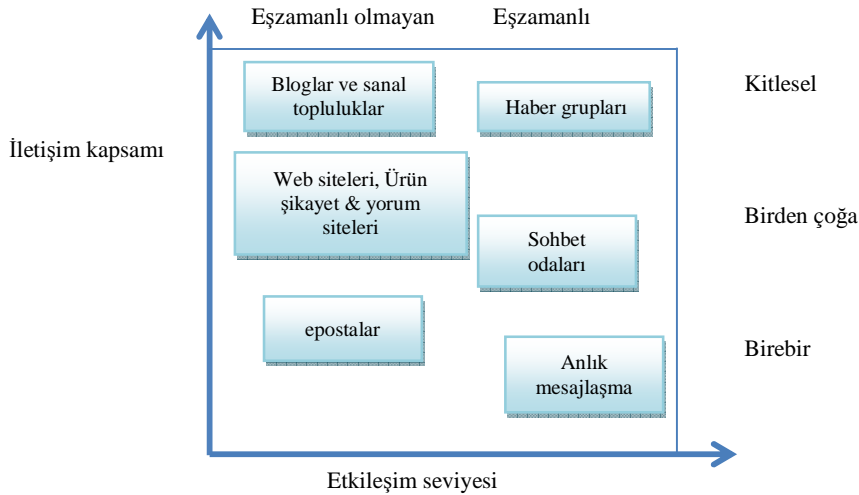 Eşzamanlı olmayan
Eşzamanlı
Bloglar ve sanal
topluluklar
Haber grupları
Kitlesel
İletişim kapsamı
Web siteleri, Ürün
şikayet & yorum
siteleri
Sohbet
odaları
Birden çoğa
epostalar
Anlık
mesajlaşma
Birebir
Etkileşim seviyesi